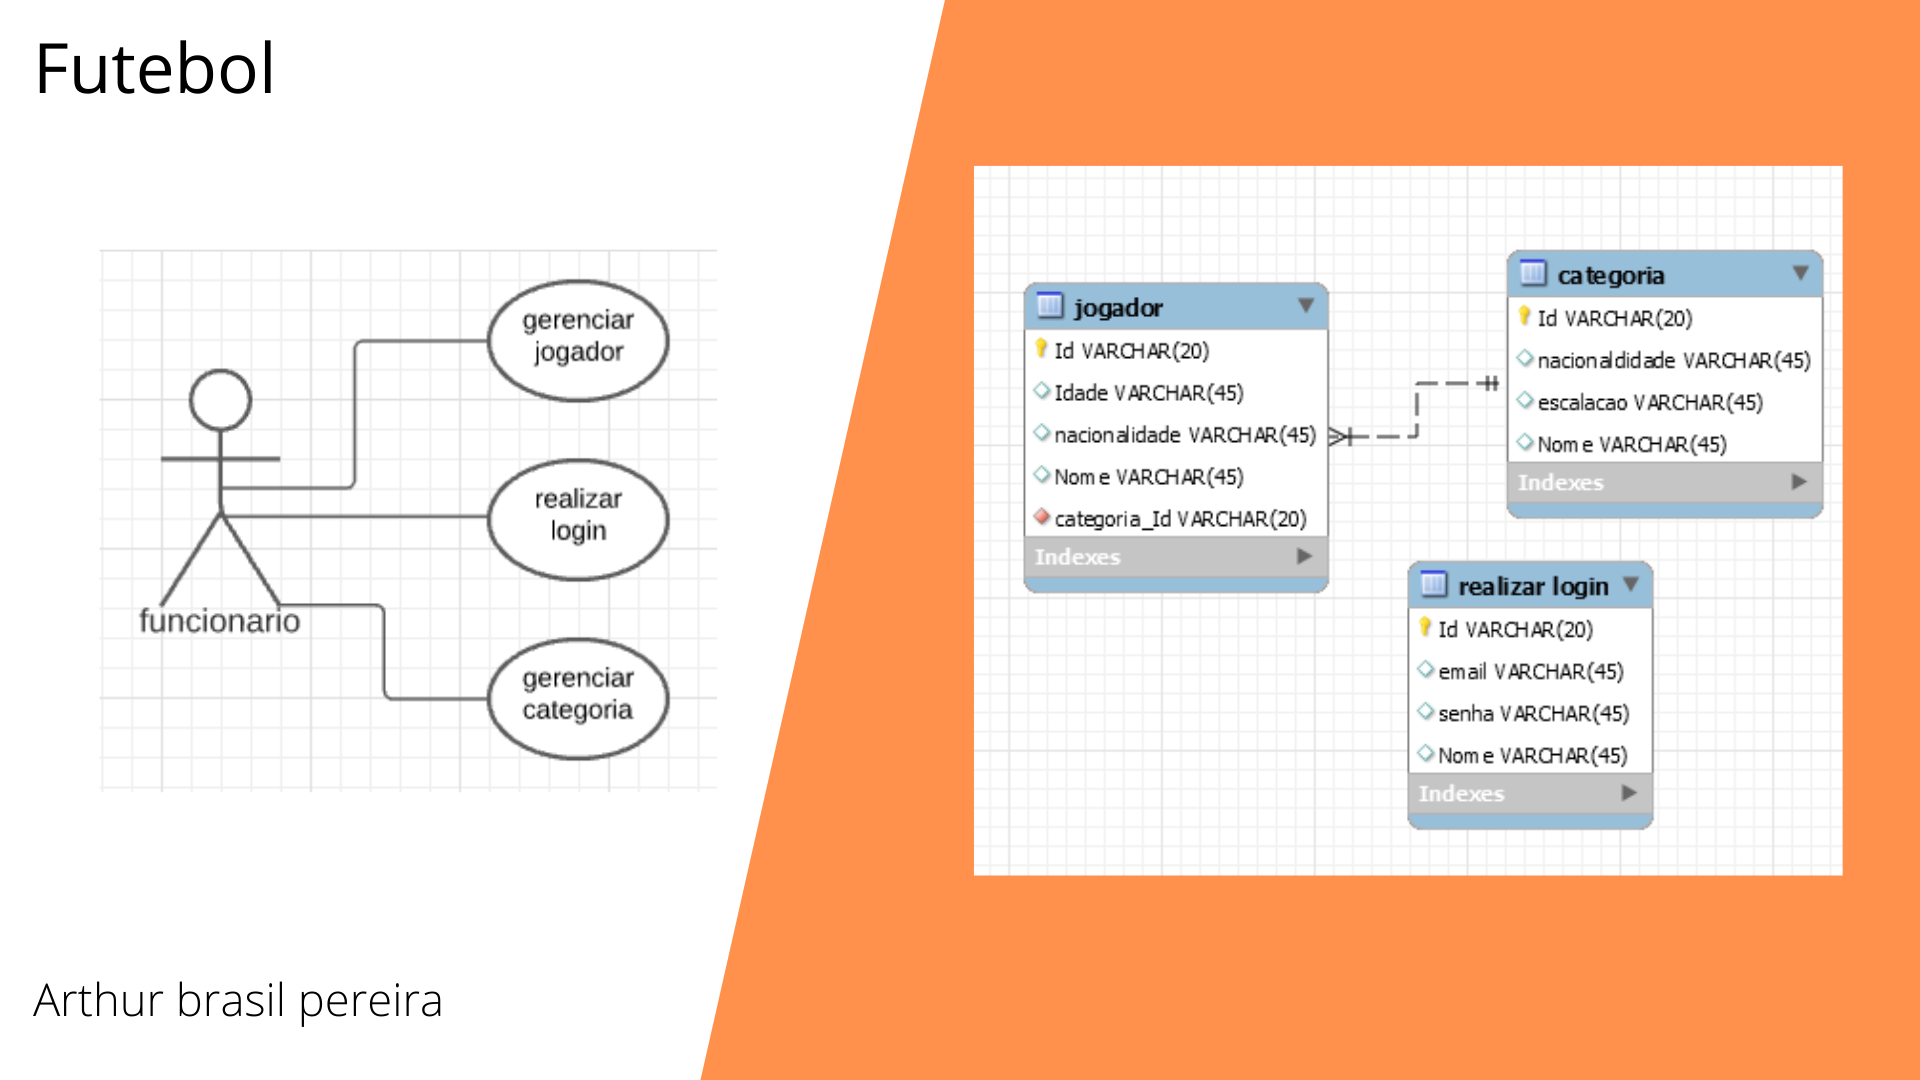 Futebol
gerenciar
jogador
realizar
login
funcionario
gerenciar
categoria
Arthur brasil pereira
jogador
Id VARCHAR(20)
Idade VARCHAR(45)
nacionalidade VARCHAR(45)
Nome VARCHAR(45)
categoria_Id VARCHAR(20)
Indexes
categoria
Id VARCHAR(20)
nacionaldidade VARCHAR(45)
escalacao VARCHAR(45)
Nome VARCHAR(45)
Indexes
realizar login
Id VARCHAR(20)
email VARCHAR(45)
senha VARCHAR(45)
Nome VARCHAR(45)
Indexes